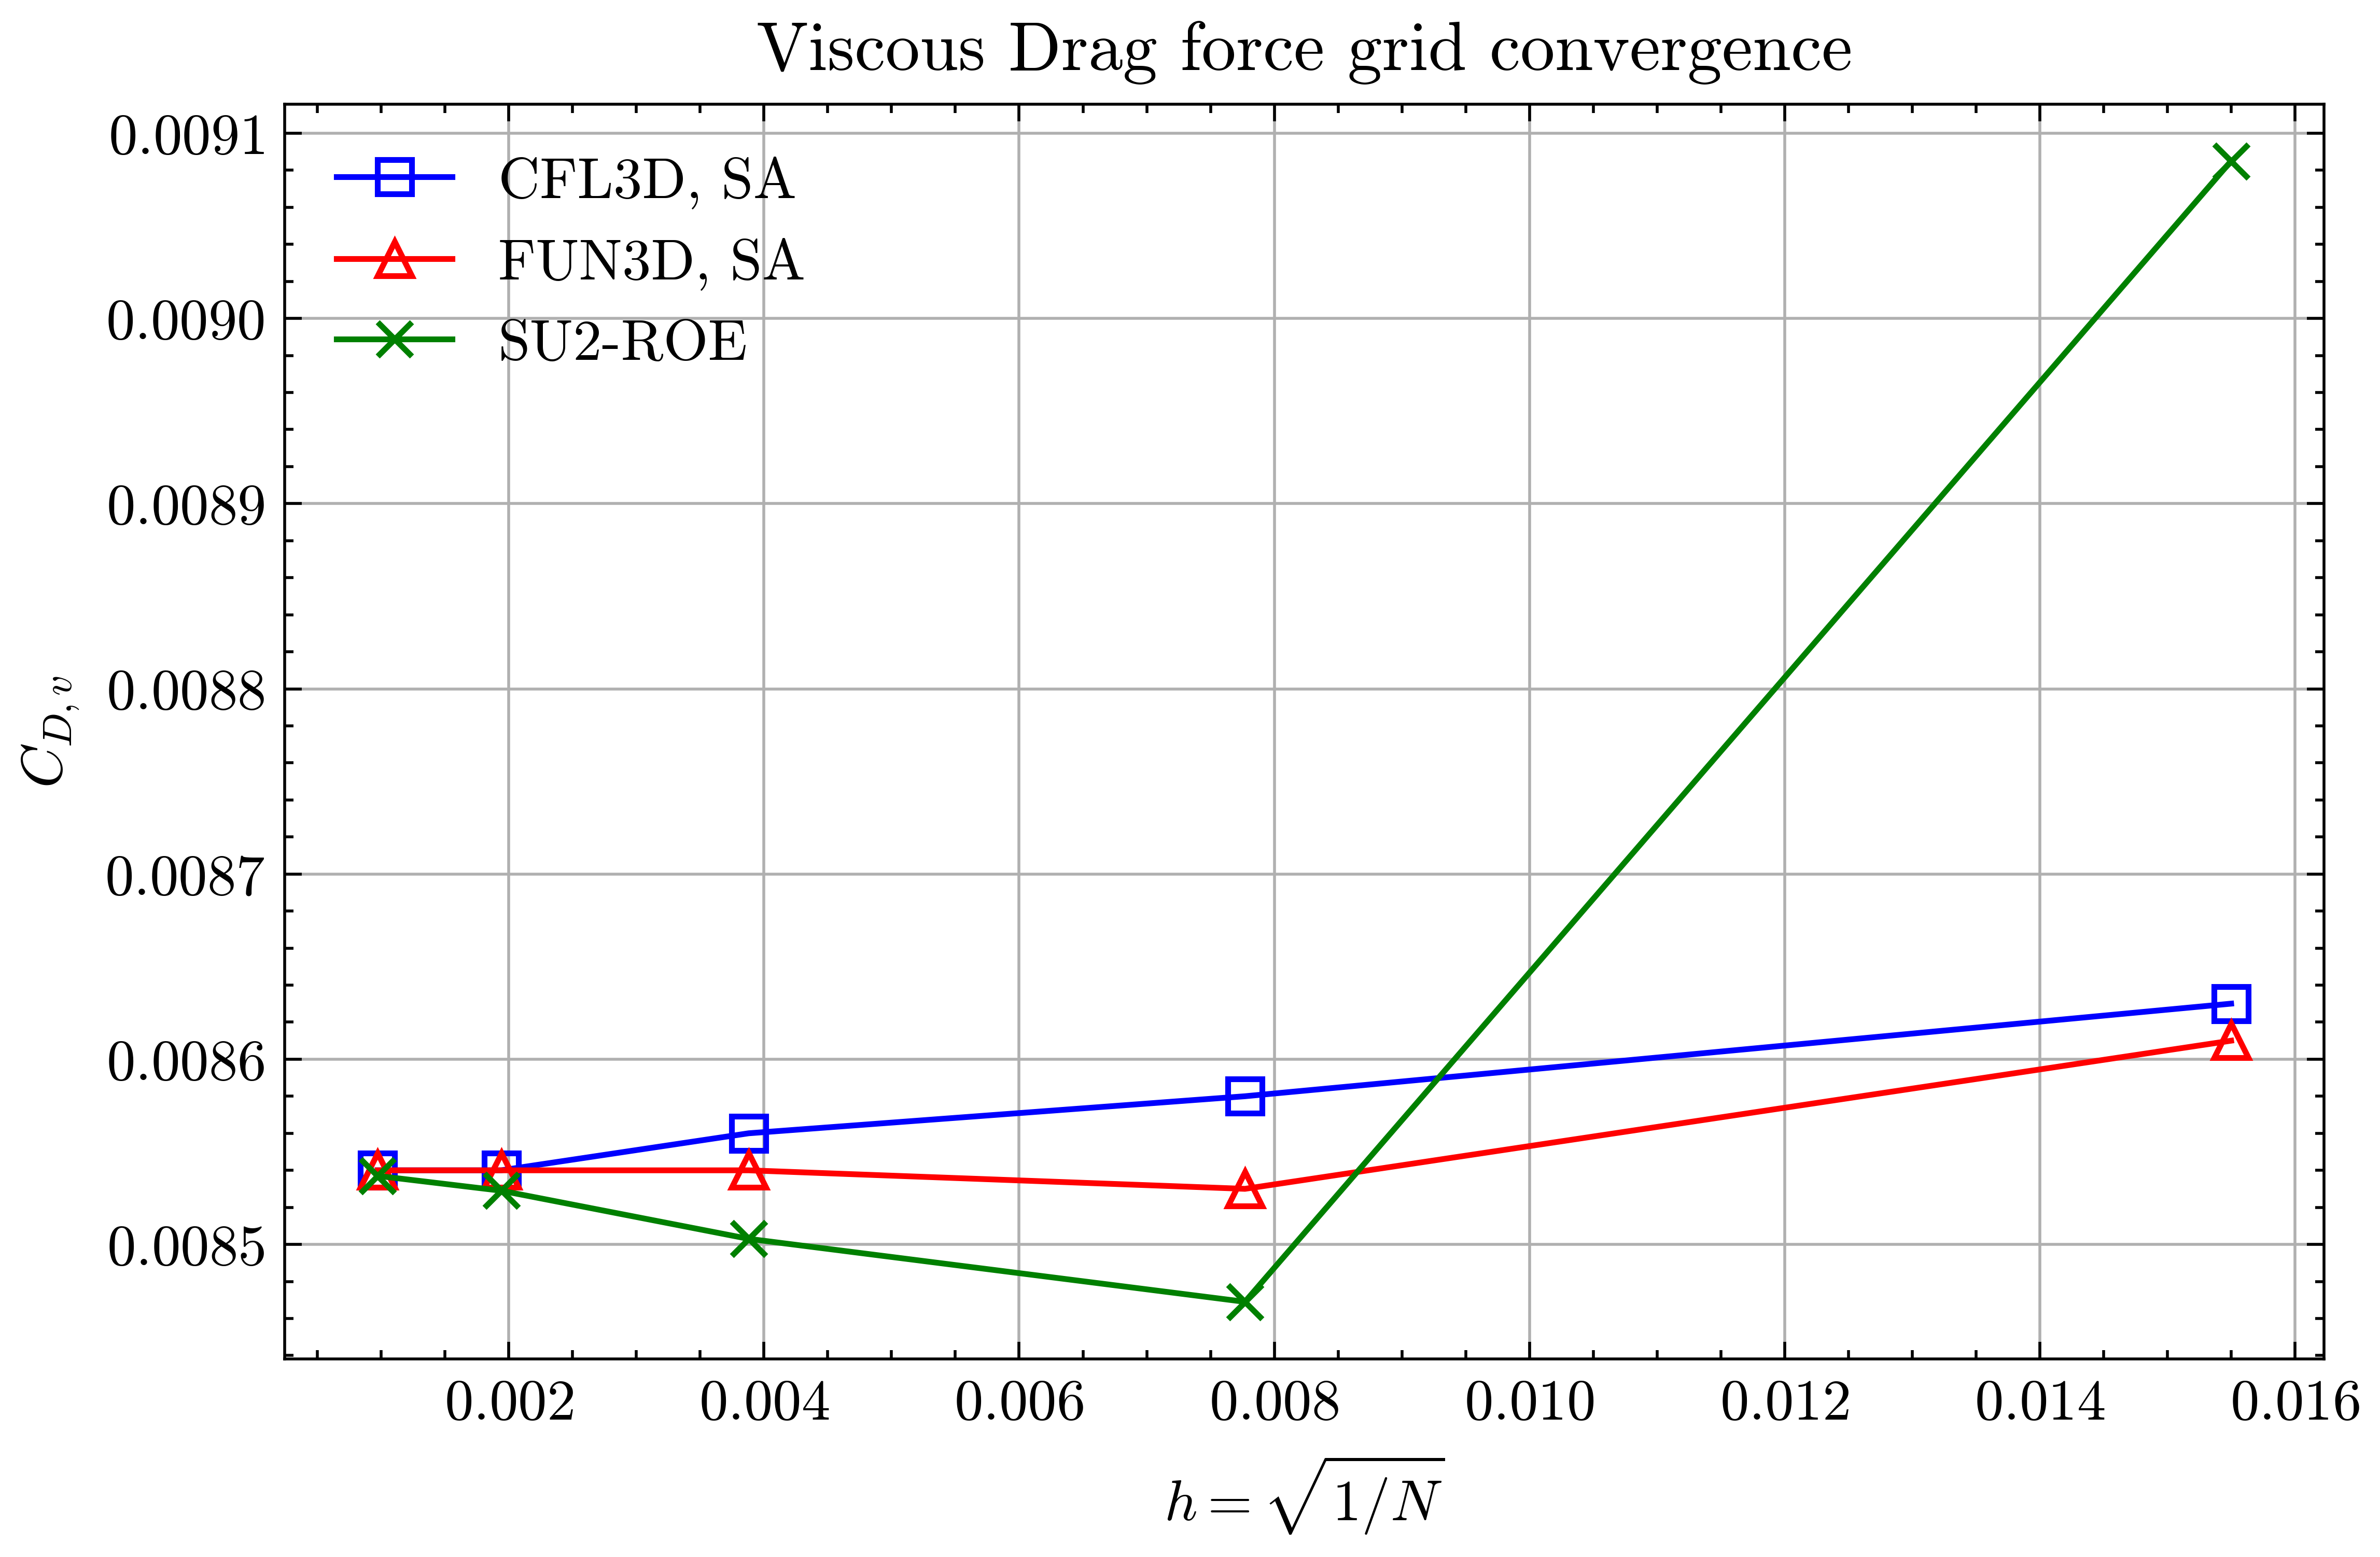 Viscous Drag force grid convergence
0.0091
0.0090
0.0089
0.0088
0.0087
0.0086
0.0085
C_{D,v}
CFL3D, SA
FUN3D, SA
SU2-ROE
0.002 0.004 0.006 0.008 0.010 0.012 0.014 0.016
h = √1/N